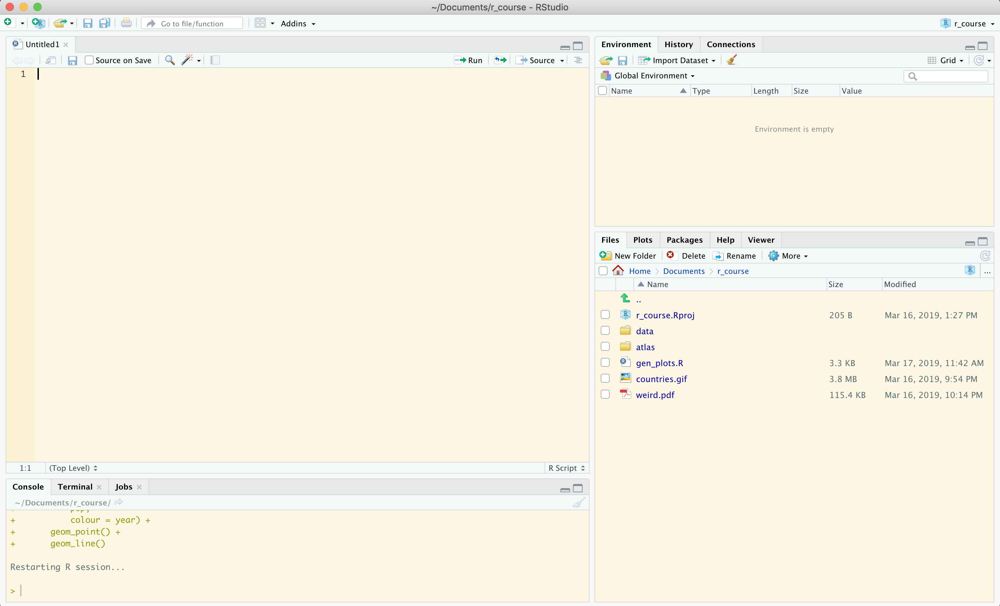 ~/Documents/r_course - RStudio
Go to file/function
Addins
r_course
Untitled1
Source on Save
Run
Source
1
1:1
(Top Level)
R Script
Console
Terminal
Jobs
~/Documents/r_course/
+           pop,
+           colour = year) +
+       geom_point() +
+       geom_line()
Restarting R session...
>
Environment
History
Connections
Import Dataset
Grid
Global Environment
Name
Type
Length
Size
Value
Environment is empty
Files
Plots
Packages
Help
Viewer
New Folder
Delete
Rename
More
Home
Documents
r_course
...
Name
Size
Modified
..
r_course.Rproj 205 B Mar 16, 2019, 1:27 PM
data
atlas
gen_plots.R 3.3 KB Mar 17, 2019, 11:42 AM
countries.gif 3.8 MB Mar 16, 2019, 9:54 PM
weird.pdf 115.4 KB Mar 16, 2019, 10:14 PM